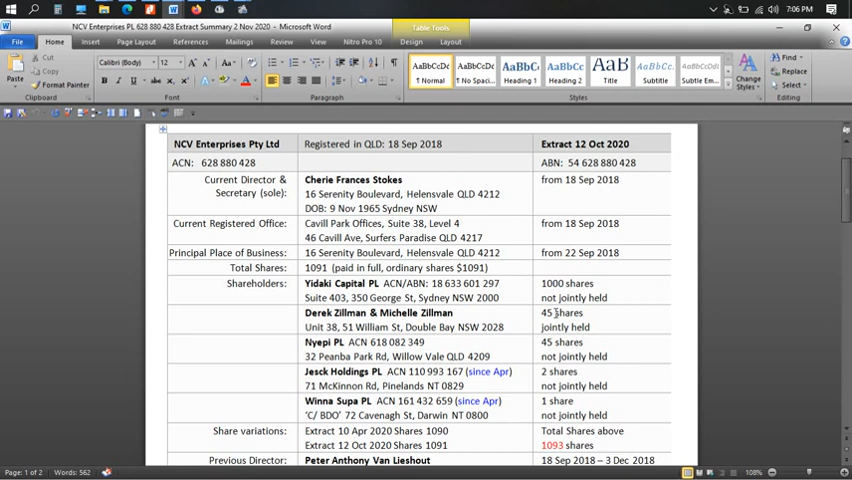 7:06 PM
NCV Enterprises PL 628 880 428 Extract Summary 2 Nov 2020 - Microsoft Word
Table Tools
File Home Insert Page Layout References Mailings Review View Nitro Pro 10 Design Layout
Cut
Copy
Format Painter
Paste
Clipboard
Calibri (Body) 12
Font
Paragraph
AaBbCcDc AaBbCcDc AaBbC AaBbCc AaB AaBbCcL AaBbCcDc
¶ Normal ¶ No Spaci... Heading 1 Heading 2 Title Subtitle Subtle Em...
Change Styles
Styles
Find
Replace
Select
Editing
NCV Enterprises Pty Ltd Registered in QLD: 18 Sep 2018 Extract 12 Oct 2020
ACN: 628 880 428 ABN: 54 628 880 428
Current Director & Cherie Frances Stokes from 18 Sep 2018
Secretary (sole): 16 Serenity Boulevard, Helensvale QLD 4212
DOB: 9 Nov 1965 Sydney NSW
Current Registered Office: Cavill Park Offices, Suite 38, Level 4 from 18 Sep 2018
46 Cavill Ave, Surfers Paradise QLD 4217
Principal Place of Business: 16 Serenity Boulevard, Helensvale QLD 4212 from 22 Sep 2018
Total Shares: 1091 (paid in full, ordinary shares $1091)
Shareholders: Yidaki Capital PL ACN/ABN: 18 633 601 297 1000 shares
Suite 403, 350 George St, Sydney NSW 2000 not jointly held
Derek Zillman & Michelle Zillman 45 shares
Unit 38, 51 William St, Double Bay NSW 2028 jointly held
Nyepi PL ACN 618 082 349 45 shares
32 Peanba Park Rd, Willow Vale QLD 4209 not jointly held
Jesck Holdings PL ACN 110 993 167 (since Apr) 2 shares
71 McKinnon Rd, Pinelands NT 0829 not jointly held
Winna Supa PL ACN 161 432 659 (since Apr) 1 share
'C/ BDO' 72 Cavenagh St, Darwin NT 0800 not jointly held
Share variations: Extract 10 Apr 2020 Shares 1090 Total Shares above
Extract 12 Oct 2020 Shares 1091 1093 shares
Previous Director: Peter Anthony Van Lieshout 18 Sep 2018 – 3 Dec 2018
Page: 1 of 2 Words: 562 108%